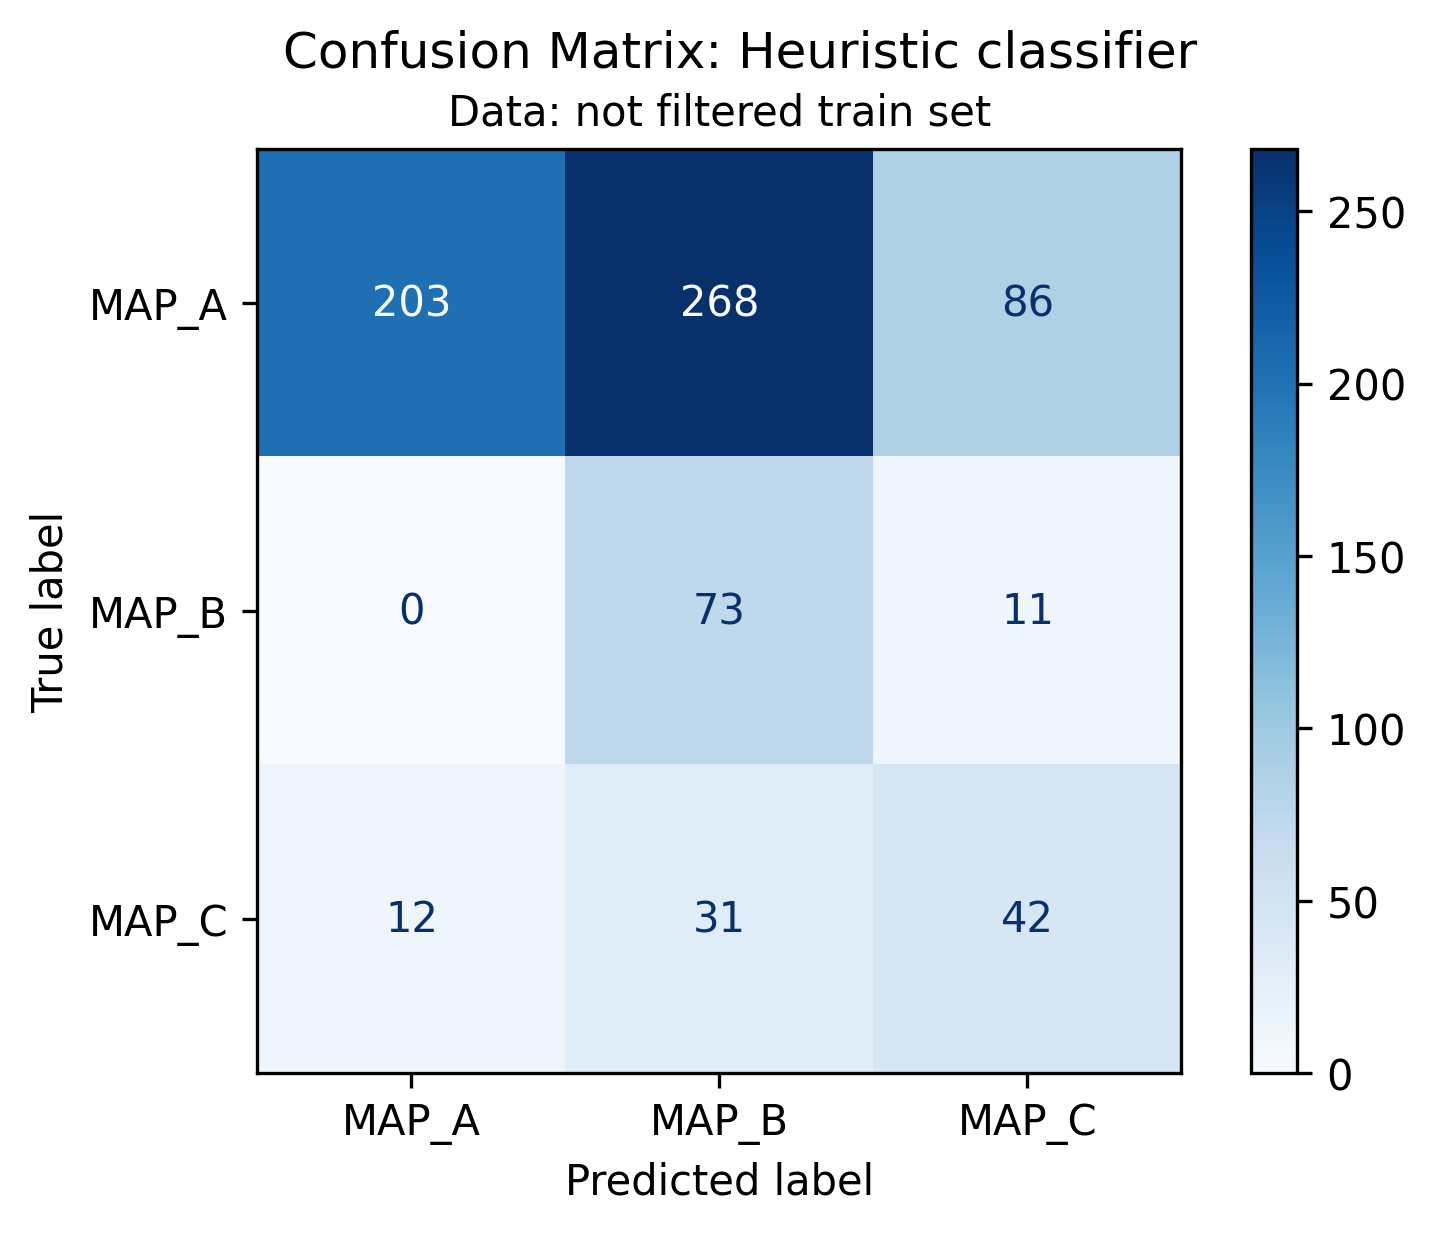 Confusion Matrix: Heuristic classifier
Data: not filtered train set
True label
MAP_A 203 268 86
MAP_B 0 73 11
MAP_C 12 31 42
MAP_A MAP_B MAP_C
Predicted label
250
200
150
100
50
0